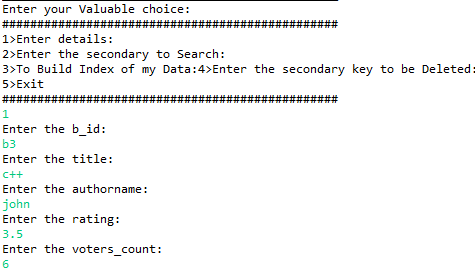 Enter your Valuable choice:
################################################
1>Enter details:
2>Enter the secondary to Search:
3>To Build Index of my Data:4>Enter the secondary key to be Deleted:
5>Exit
################################################
1
Enter the b_id:
b3
Enter the title:
c++
Enter the authorname:
john
Enter the rating:
3.5
Enter the voters_count:
6